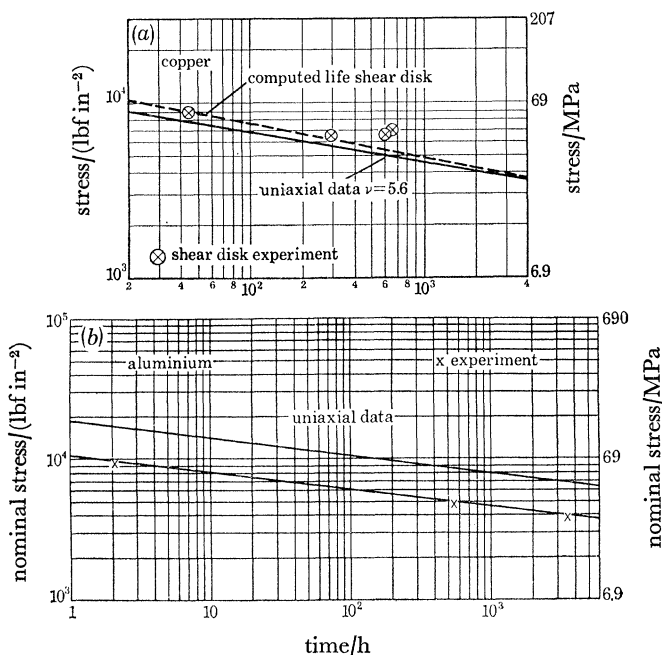 (a)
copper
computed life shear disk
uniaxial data ν=5.6
⊗ shear disk experiment
stress/(lbf in⁻²)
10⁴
10³
207
69
6.9
stress/MPa
2 4 6 8 10² 2 4 6 8 10³ 4
(b)
aluminium
x experiment
uniaxial data
nominal stress/(lbf in⁻²)
10⁵
10⁴
10³
690
69
6.9
nominal stress/MPa
1 10 10² 10³
time/h